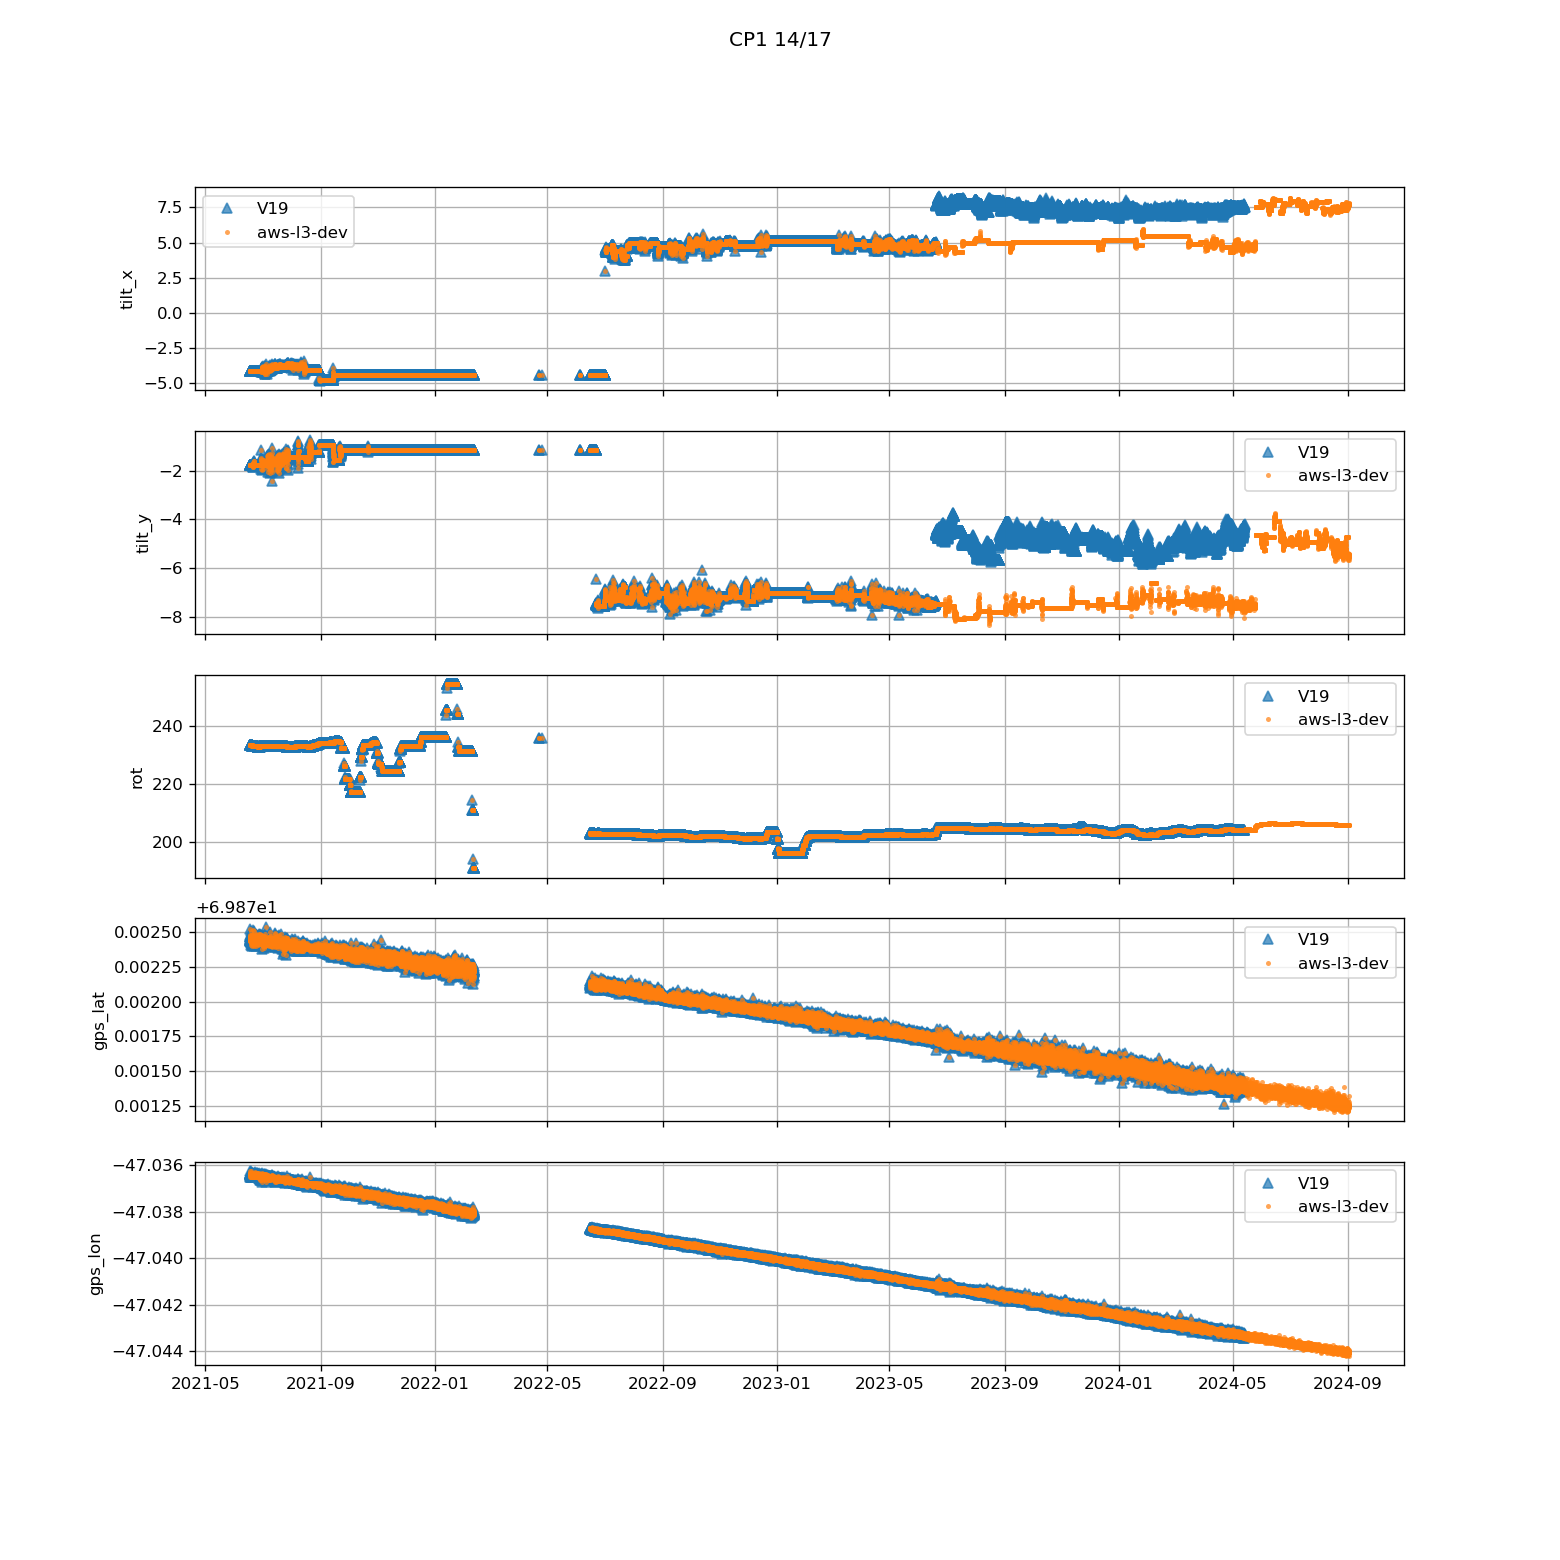 CP1 14/17
7.5
5.0
2.5
0.0
−2.5
−5.0
tilt_x
V19
aws-l3-dev
−2
−4
−6
−8
tilt_y
V19
aws-l3-dev
240
220
200
rot
V19
aws-l3-dev
+6.987e1
0.00250
0.00225
0.00200
0.00175
0.00150
0.00125
gps_lat
V19
aws-l3-dev
−47.036
−47.038
−47.040
−47.042
−47.044
gps_lon
V19
aws-l3-dev
2021-05 2021-09 2022-01 2022-05 2022-09 2023-01 2023-05 2023-09 2024-01 2024-05 2024-09